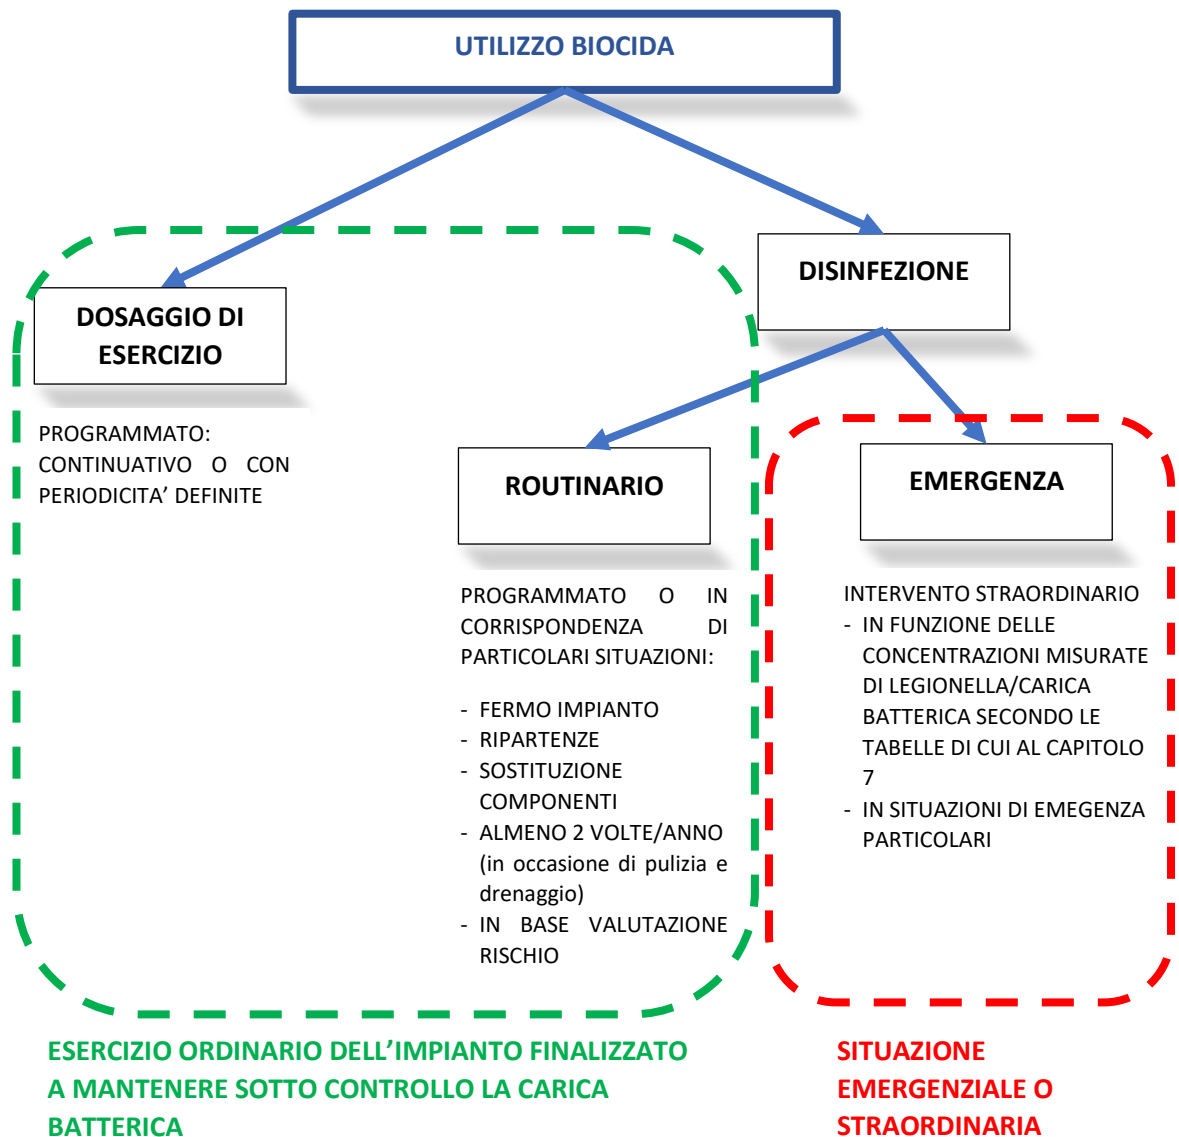 UTILIZZO BIOCIDA
DISINFEZIONE
DOSAGGIO DI
ESERCIZIO
PROGRAMMATO:
CONTINUATIVO O CON
PERIODICITA’ DEFINITE
ROUTINARIO
EMERGENZA
PROGRAMMATO O IN
CORRISPONDENZA DI
PARTICOLARI SITUAZIONI:
- FERMO IMPIANTO
- RIPARTENZE
- SOSTITUZIONE
COMPONENTI
- ALMENO 2 VOLTE/ANNO
(in occasione di pulizia e
drenaggio)
- IN BASE VALUTAZIONE
RISCHIO
INTERVENTO STRAORDINARIO
- IN FUNZIONE DELLE
CONCENTRAZIONI MISURATE
DI LEGIONELLA/CARICA
BATTERICA SECONDO LE
TABELLE DI CUI AL CAPITOLO
7
- IN SITUAZIONI DI EMEGENZA
PARTICOLARI
ESERCIZIO ORDINARIO DELL’IMPIANTO FINALIZZATO
A MANTENERE SOTTO CONTROLLO LA CARICA
BATTERICA
SITUAZIONE
EMERGENZIALE O
STRAORDINARIA